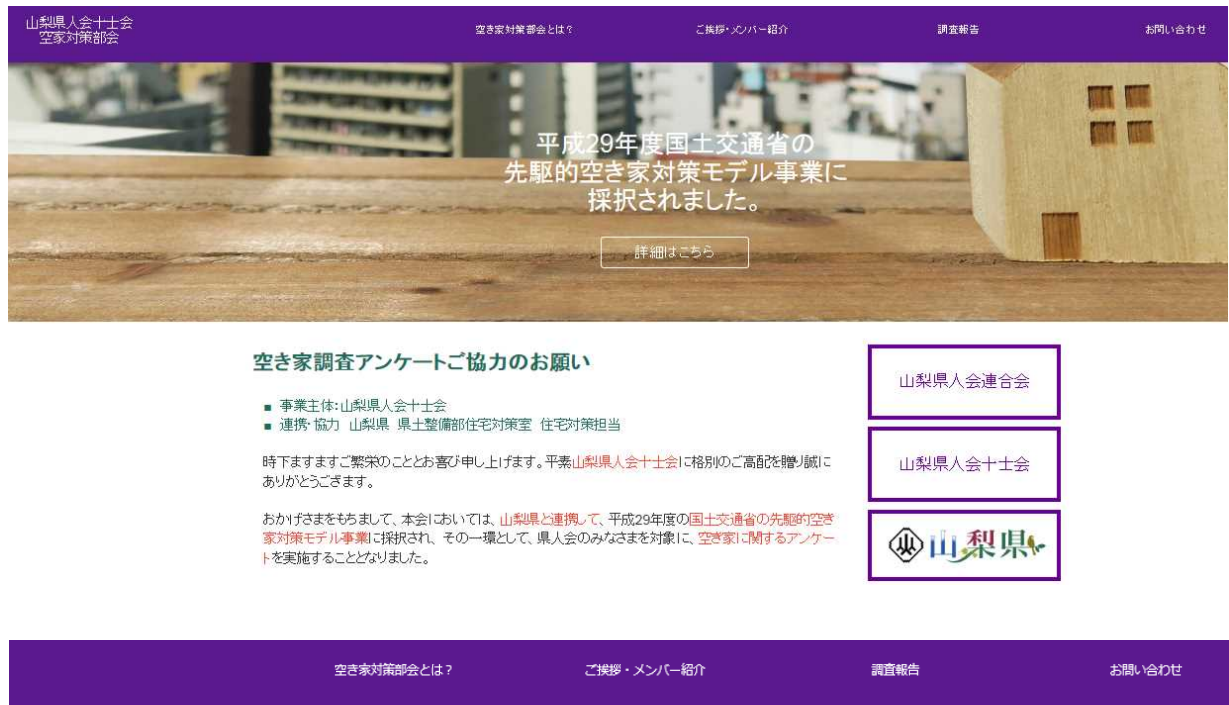 山梨県人会十士会
空家対策部会
空き家対策部会とは？
ご挨拶・メンバー紹介
調査報告
お問い合わせ
平成29年度国土交通省の
先駆的空き家対策モデル事業に
採択されました。
詳細はこちら
空き家調査アンケートご協力のお願い
■ 事業主体:山梨県人会十士会
■ 連携・協力 山梨県 県土整備部住宅対策室 住宅対策担当
時下ますますご繁栄のこととお喜び申し上げます。平素山梨県人会十士会に格別のご高配を贈り誠に
ありがとうごぎます。
おかげさまをもちまして、本会においては、山梨県と連携して、平成29年度の国土交通省の先駆的空き
家対策モデル事業に採択され、その一環として、県人会のみなさまを対象に、空き家に関するアンケー
トを実施することどなりました。
山梨県人会連合会
山梨県人会十士会
山梨県
空き家対策部会とは？
ご挨拶・メンバー紹介
調査報告
お問い合わせ